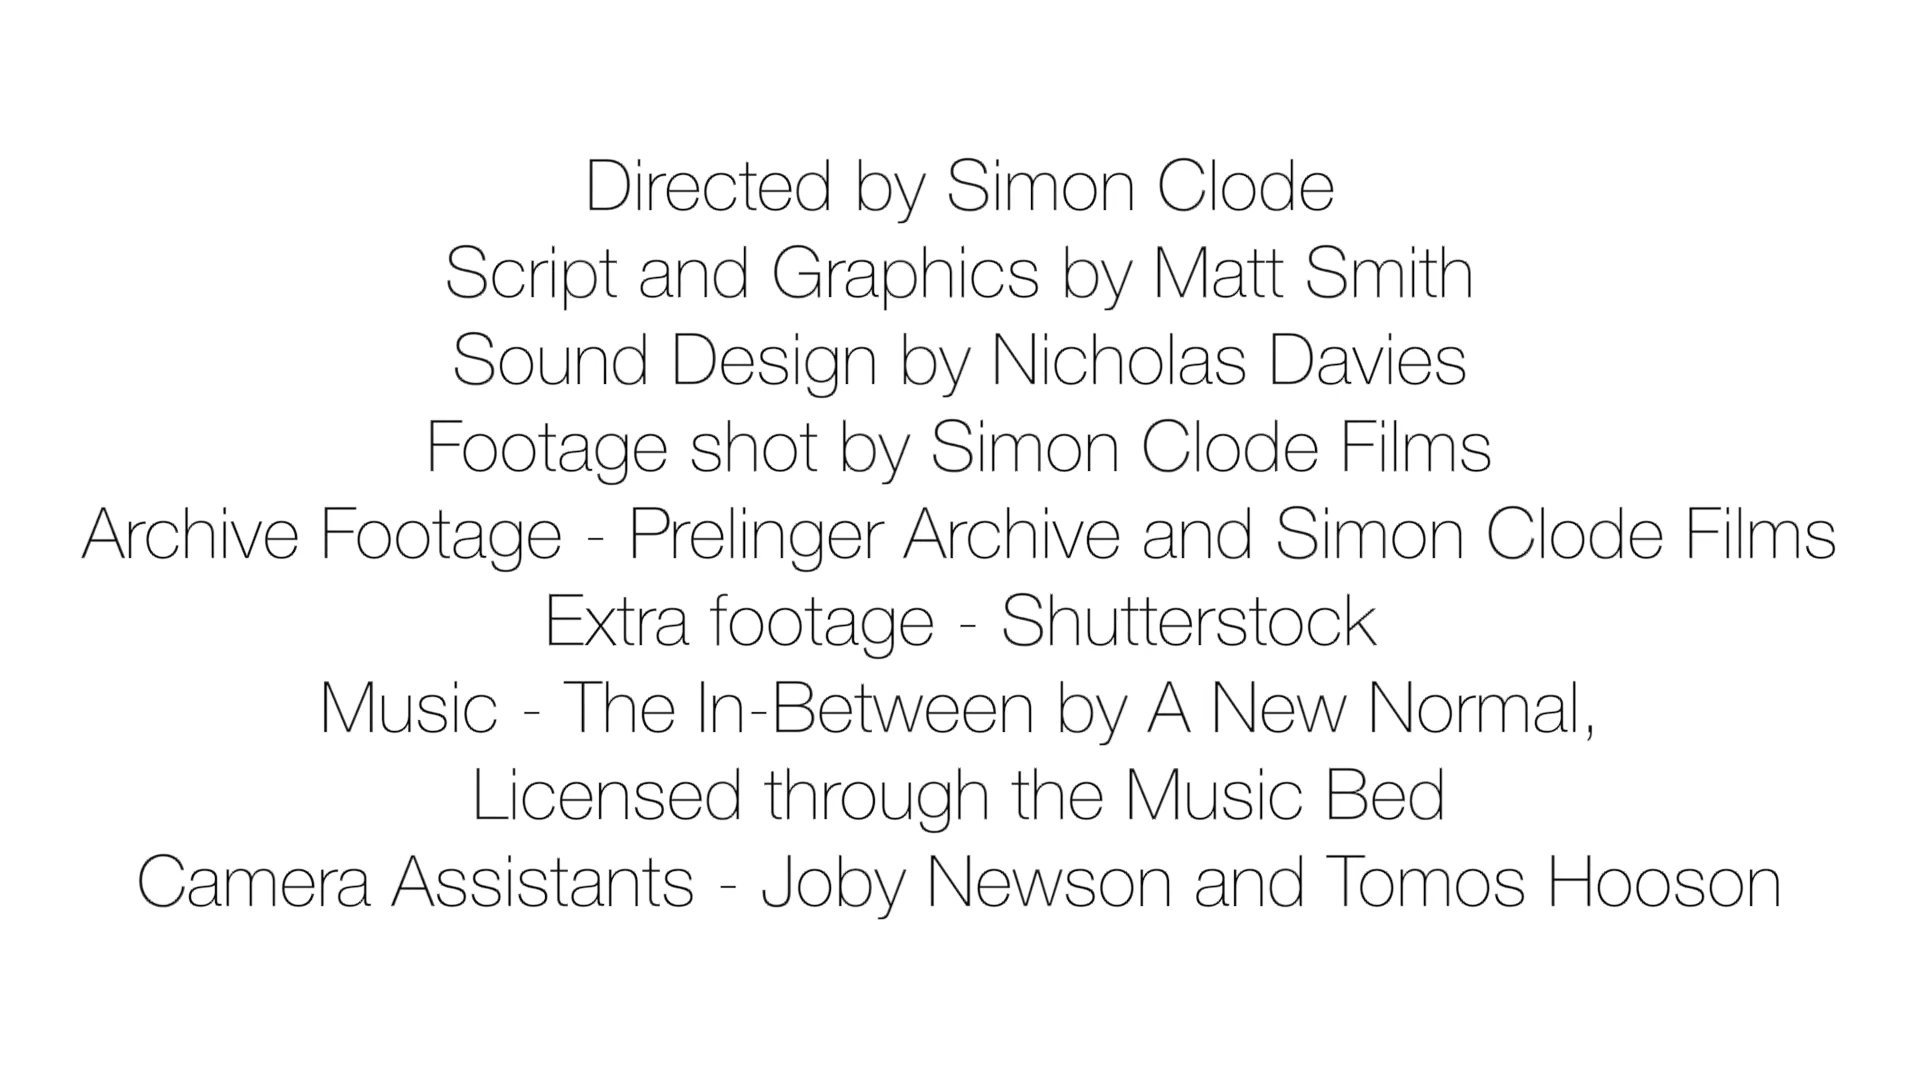 Directed by Simon Clode
Script and Graphics by Matt Smith
Sound Design by Nicholas Davies
Footage shot by Simon Clode Films
Archive Footage - Prelinger Archive and Simon Clode Films
Extra footage - Shutterstock
Music - The In-Between by A New Normal,
Licensed through the Music Bed
Camera Assistants - Joby Newson and Tomos Hooson